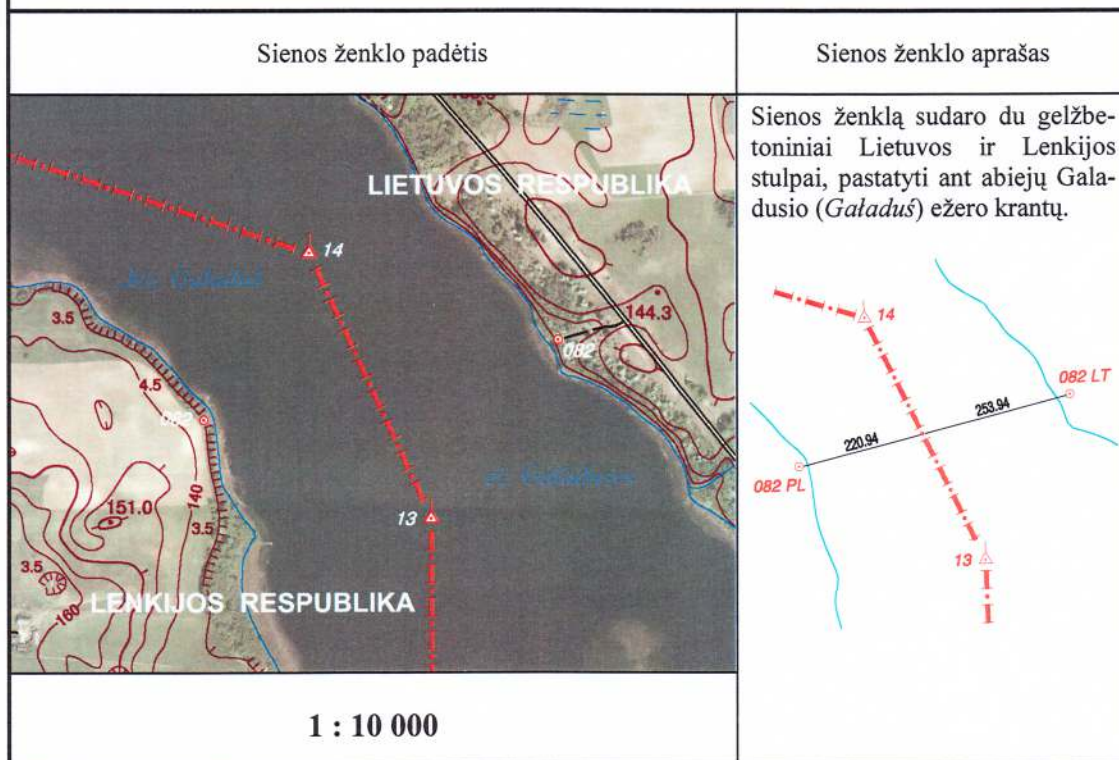 Sienos ženklo padėtis
Sienos ženklo aprašas
LIETUVOS RESPUBLIKA
14
144.3
082
3.5
4.5
082
151.0
140
3.5
13
3.5
160
LENKIJOS RESPUBLIKA
1 : 10 000
Sienos ženklą sudaro du gelžbe-
toniniai Lietuvos ir Lenkijos
stulpai, pastatyti ant abiejų Gala-
dusio (Gaładuś) ežero krantų.
14
082 LT
253.94
220.94
082 PL
13